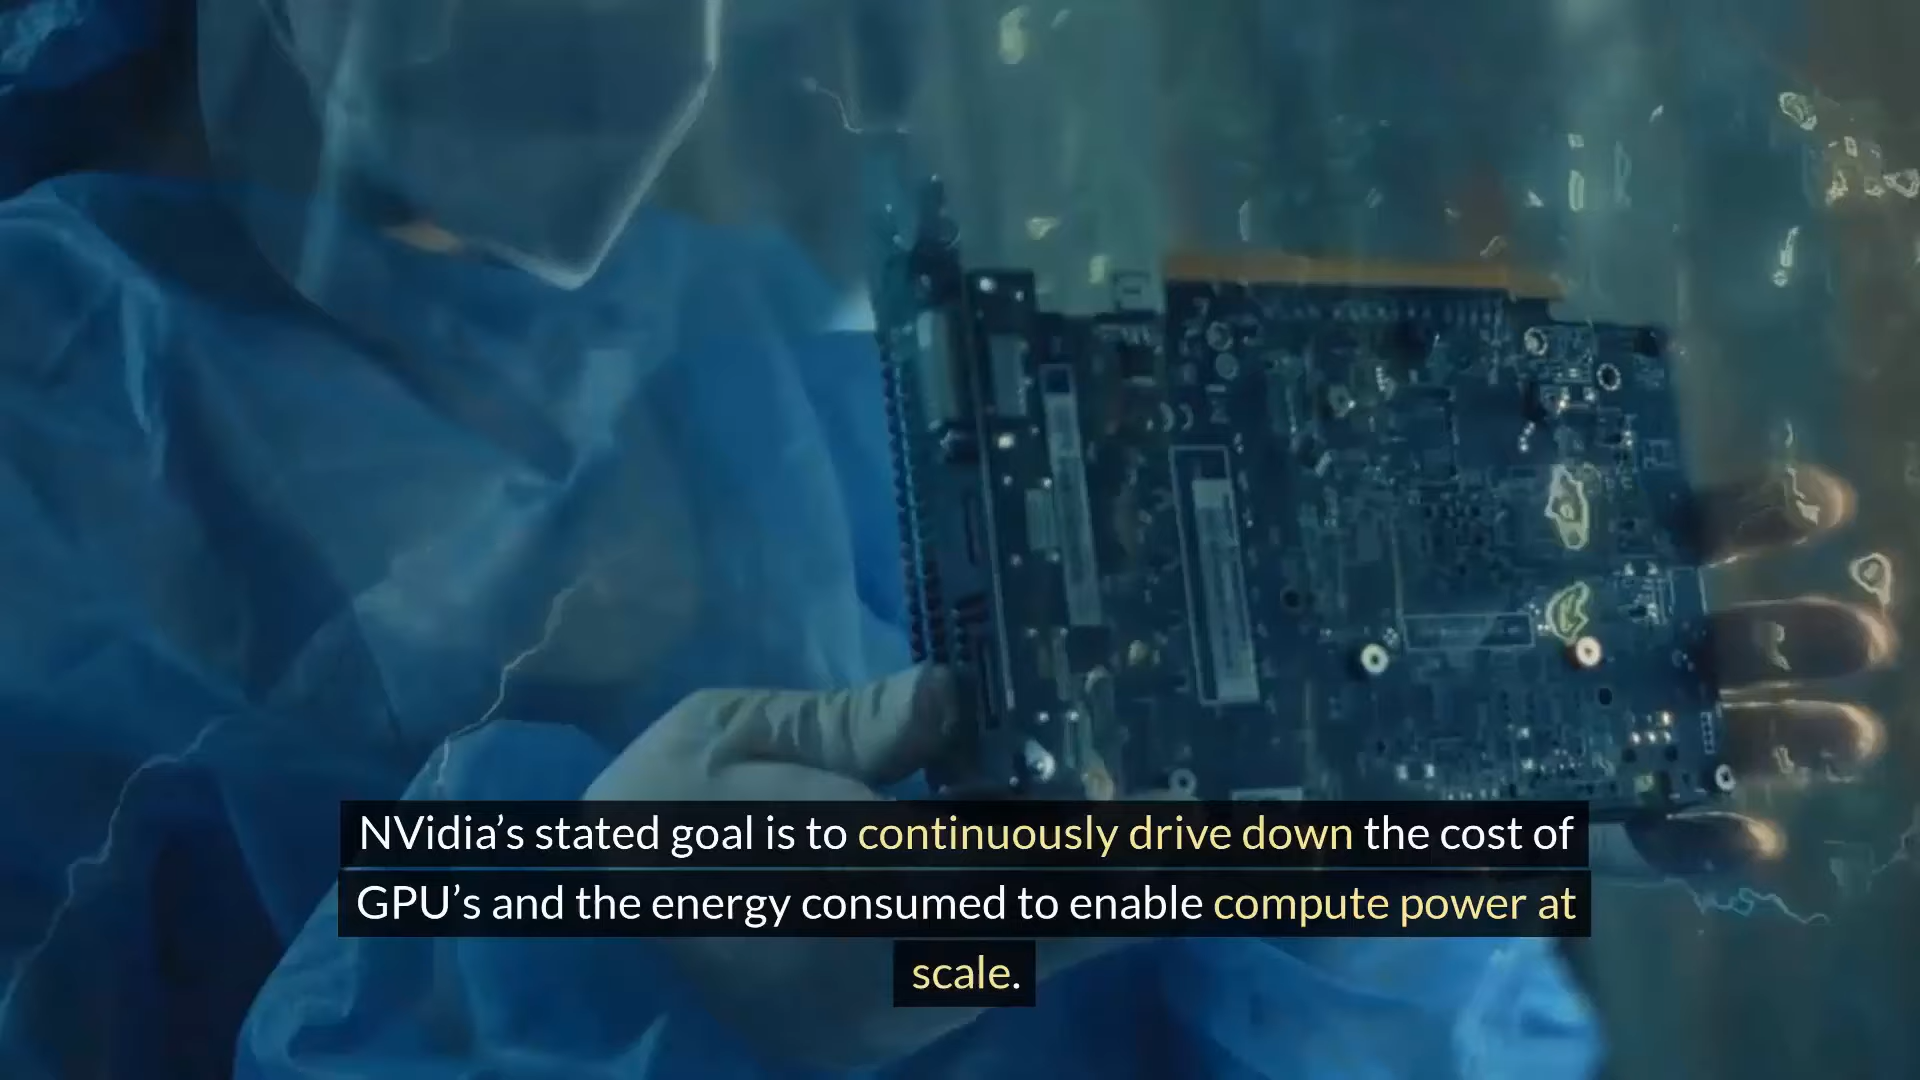 NVidia’s stated goal is to continuously drive down the cost of
GPU’s and the energy consumed to enable compute power at
scale.